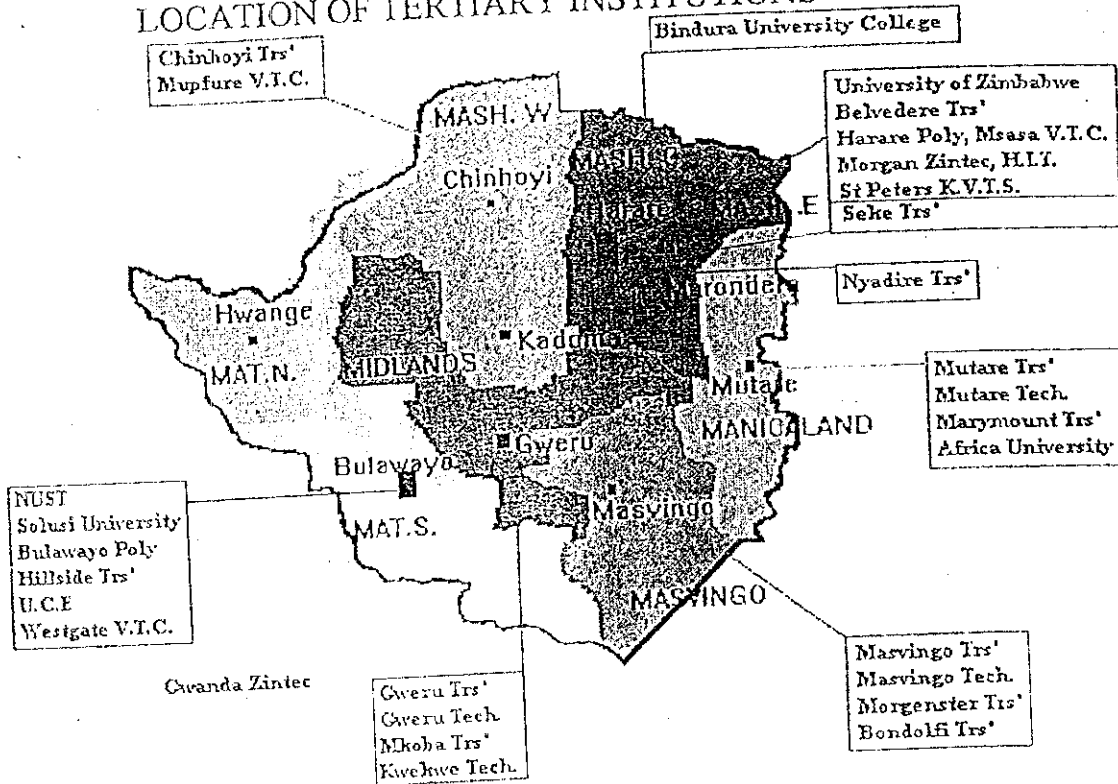 LOCATION OF TERTIARY INSTITUTIONS
Bindura University College
Chinhoyi Trs'
Mupfure V.T.C.
University of Zimbabwe
Belvedere Trs'
Harare Poly, Msasa V.T.C.
Morgan Zintec, H.I.T.
St Peters K.V.T.S.
Seke Trs'
MASH. W
MASH. C
Chinhoyi
Harare
.E
Nyadire Trs'
Marondera
Hwange
Kadoma
MAT.N.
MIDLANDS
Mutare
Mutare Trs'
Mutare Tech.
Marymount Trs'
Africa University
MANICALAND
Gweru
Bulawayo
NUST
Solusi University
Bulawayo Poly
Hillside Trs'
U.C.E
Westgate V.T.C.
Masvingo
MAT.S.
MASVINGO
Masvingo Trs'
Masvingo Tech.
Morgenster Trs'
Bondolfi Trs'
Gwanda Zintec
Gweru Trs'
Gweru Tech.
Mkoba Trs'
Kwekwe Tech.